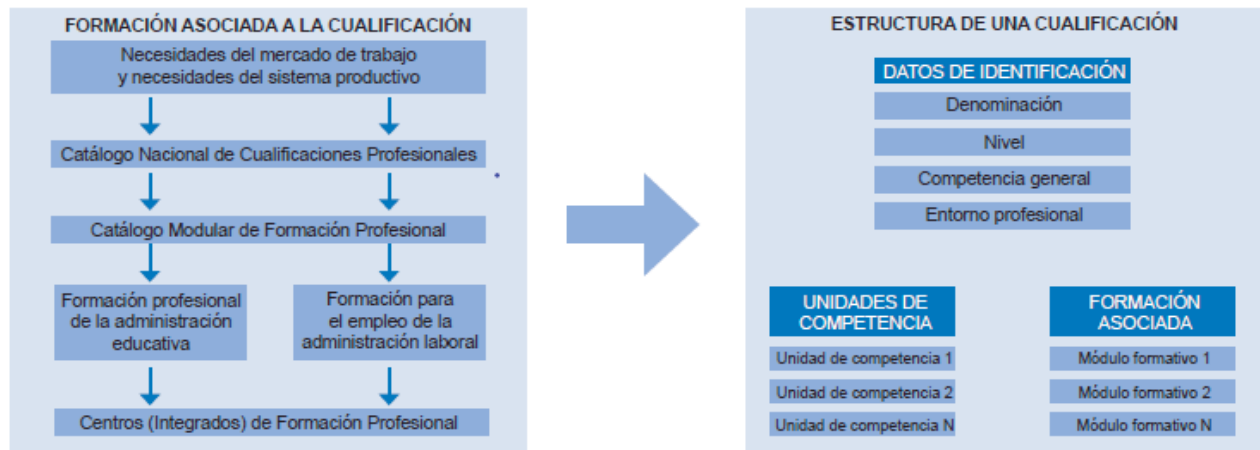 FORMACIÓN ASOCIADA A LA CUALIFICACIÓN
Necesidades del mercado de trabajo
y necesidades del sistema productivo
Catálogo Nacional de Cualificaciones Profesionales
Catálogo Modular de Formación Profesional
Formación profesional
de la administración
educativa
Formación para
el empleo de la
administración laboral
Centros (Integrados) de Formación Profesional
ESTRUCTURA DE UNA CUALIFICACIÓN
DATOS DE IDENTIFICACIÓN
Denominación
Nivel
Competencia general
Entorno profesional
UNIDADES DE
COMPETENCIA
Unidad de competencia 1
Unidad de competencia 2
Unidad de competencia N
FORMACIÓN
ASOCIADA
Módulo formativo 1
Módulo formativo 2
Módulo formativo N